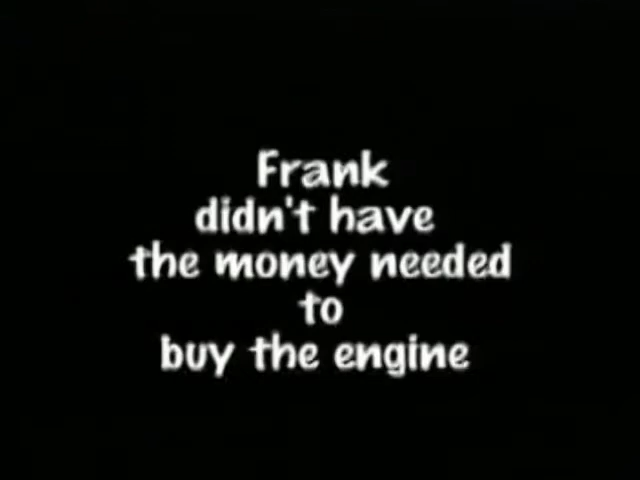 Frank
didn't have
the money needed
to
buy the engine